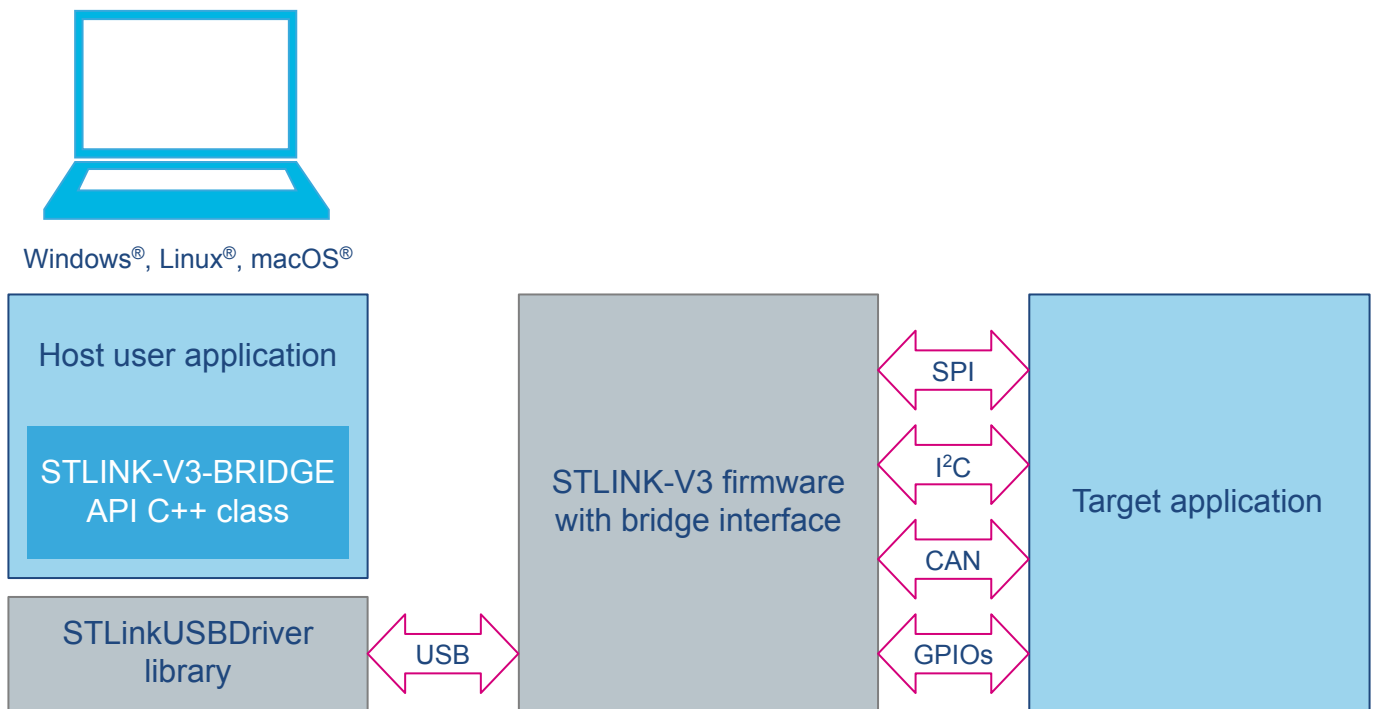 Windows®, Linux®, macOS®
Host user application
STLINK-V3-BRIDGE
API C++ class
STLinkUSBDriver
library
USB
STLINK-V3 firmware
with bridge interface
SPI
I²C
CAN
GPIOs
Target application